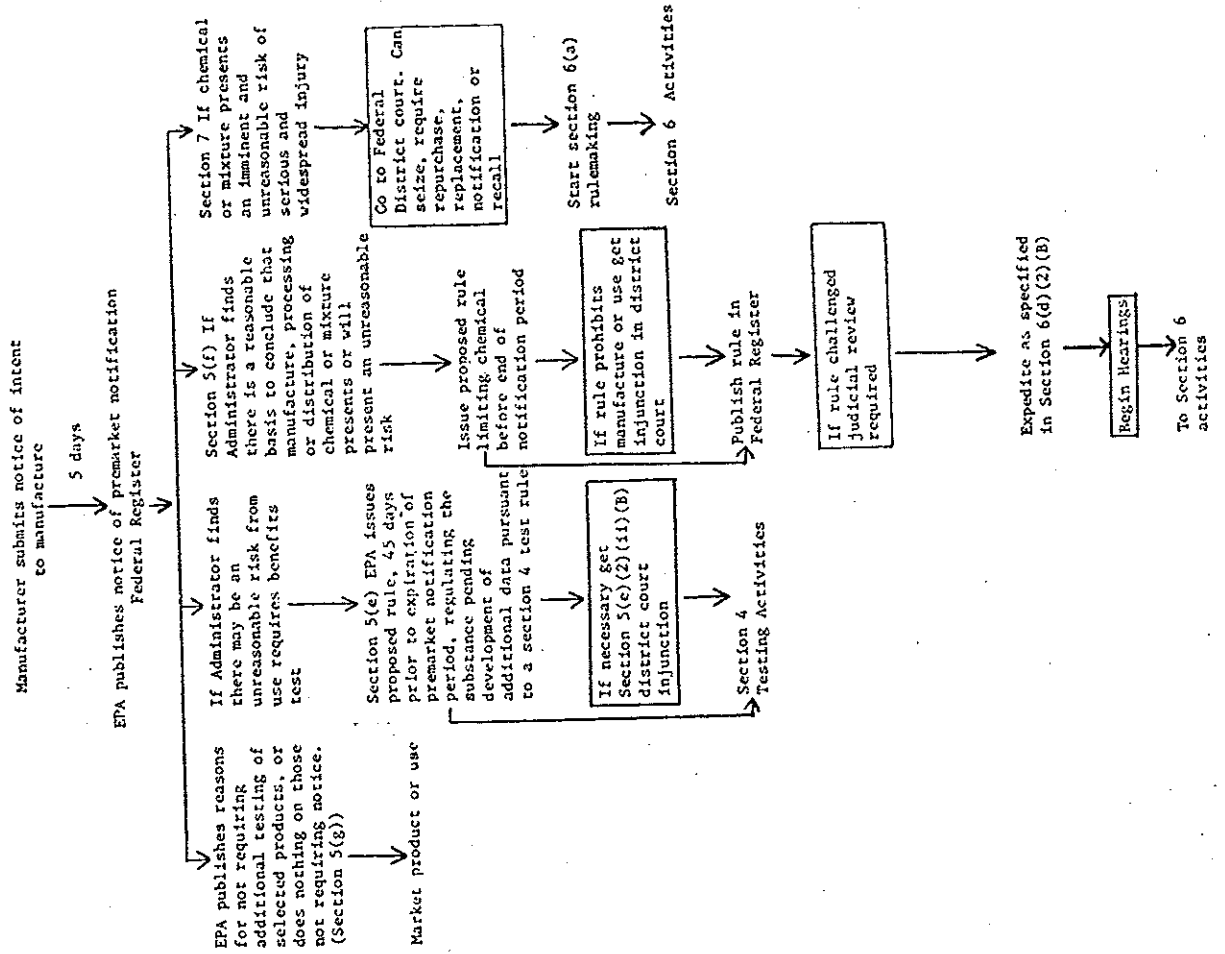 Manufacturer submits notice of intent
to manufacture
5 days
EPA publishes notice of premarket notification
Federal Register
EPA publishes reasons
for not requiring
additional testing of
selected products, or
does nothing on those
not requiring notice.
(Section 5(g))
Market product or use
If Administrator finds
there may be an
unreasonable risk from
use requires benefits
test
Section 5(e) EPA issues
proposed rule, 45 days
prior to expiration of
premarket notification
period, regulating the
substance pending
development of
additional data pursuant
to a section 4 test rule
If necessary get
Section 5(e)(2)(ii)(B)
district court
injunction
Section 4
Testing Activities
Section 5(f) If
Administrator finds
there is a reasonable
basis to conclude that
manufacture, processing
or distribution of
chemical or mixture
presents or will
present an unreasonable
risk
Issue proposed rule
limiting chemical
before end of
notification period
If rule prohibits
manufacture or use get
injunction in district
court
Publish rule in
Federal Register
If rule challenged
judicial review
required
Expedite as specified
in Section 6(d)(2)(B)
Begin Hearings
To Section 6
activities
Section 7 If chemical
or mixture presents
an imminent and
unreasonable risk of
serious and
widespread injury
Go to Federal
District court. Can
seize, require
repurchase,
replacement,
notification or
recall
Start section 6(a)
rulemaking
Section 6 Activities